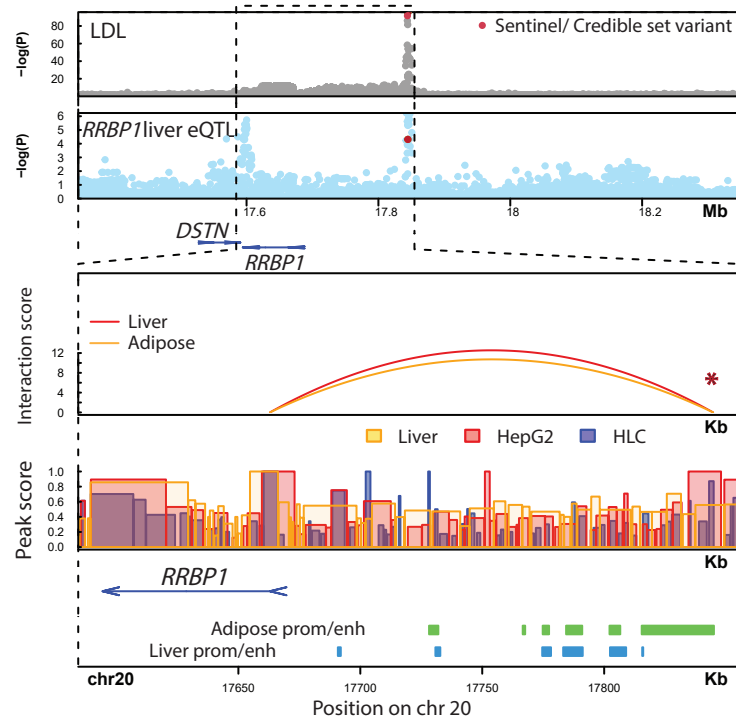 LDL
Sentinel/ Credible set variant
−log(P)
80
60
40
20
RRBP1 liver eQTL
−log(P)
6
5
4
3
2
1
0
17.6
17.8
18
18.2
Mb
DSTN
RRBP1
Interaction score
Liver
Adipose
12
8
4
0
*
Kb
Liver
HepG2
HLC
Peak score
1.0
0.8
0.6
0.4
0.2
0.0
Kb
RRBP1
Adipose prom/enh
Liver prom/enh
chr20
Kb
17650
17700
17750
17800
Position on chr 20